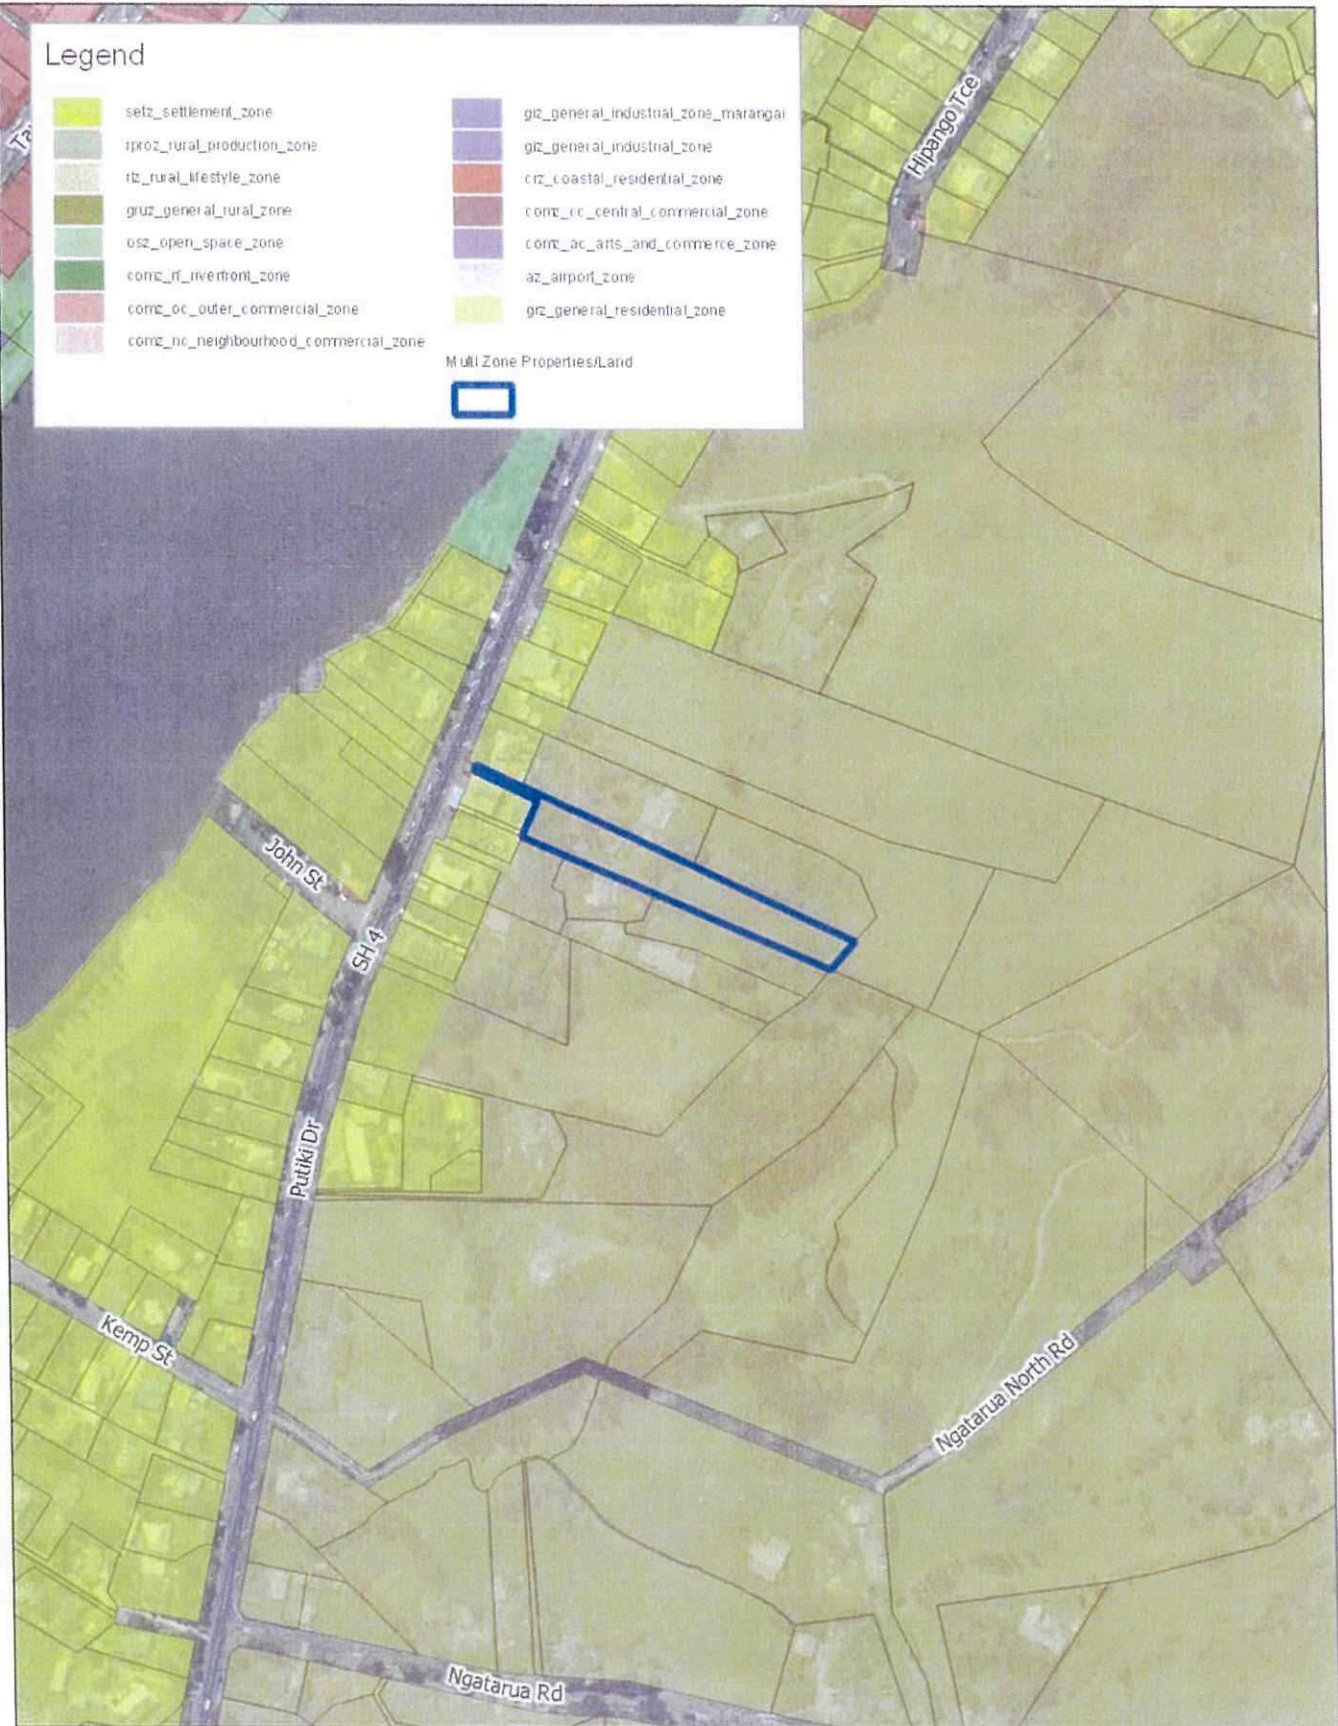 Legend
setz_settlement_zone
rproz_rural_production_zone
rlz_rural_lifestyle_zone
gruz_general_rural_zone
osz_open_space_zone
comz_rf_riverfront_zone
comz_oc_outer_commercial_zone
comz_nc_neighbourhood_commercial_zone
giz_general_industrial_zone_marangai
giz_general_industrial_zone
crz_coastal_residential_zone
comz_cc_central_commercial_zone
comz_ac_arts_and_commerce_zone
az_airport_zone
grz_general_residential_zone
Multi Zone Properties/Land
Hipango Tce
John St
SH 4
Putiki Dr
Kemp St
Ngatarua North Rd
Ngatarua Rd